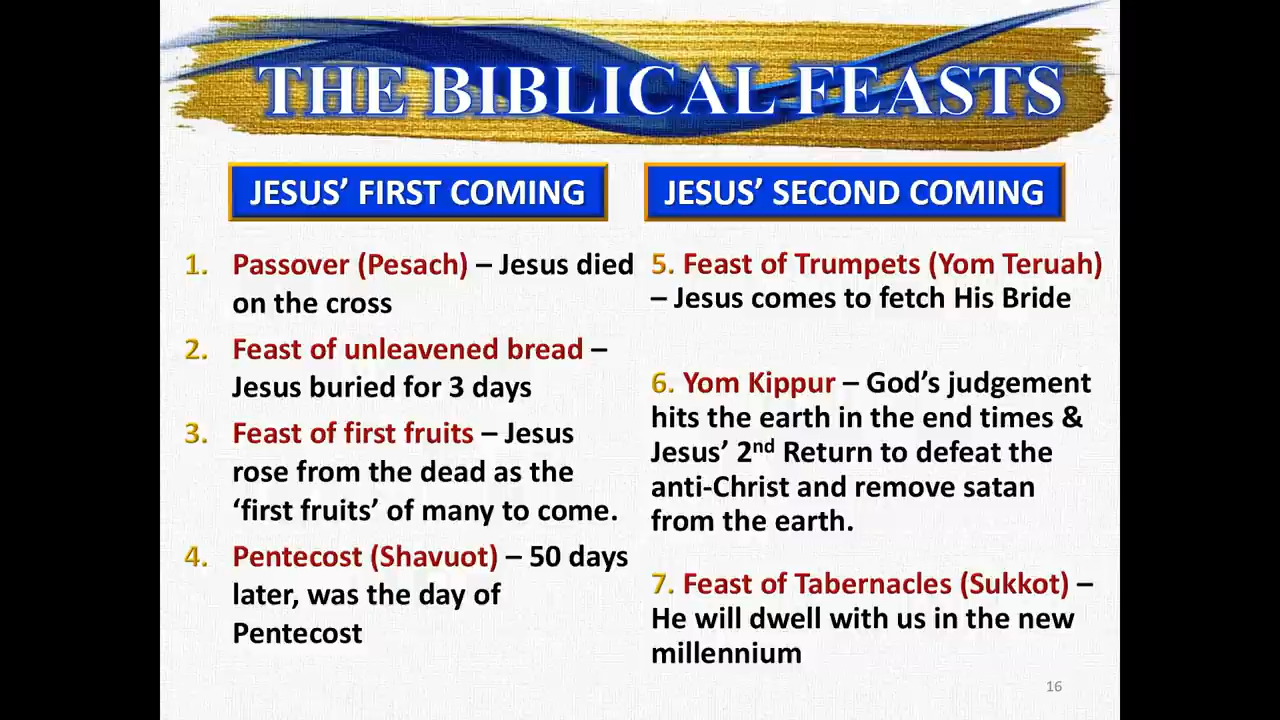 THE BIBLICAL FEASTS
JESUS’ FIRST COMING
1. Passover (Pesach) – Jesus died
on the cross
2. Feast of unleavened bread –
Jesus buried for 3 days
3. Feast of first fruits – Jesus
rose from the dead as the
‘first fruits’ of many to come.
4. Pentecost (Shavuot) – 50 days
later, was the day of
Pentecost
JESUS’ SECOND COMING
5. Feast of Trumpets (Yom Teruah)
– Jesus comes to fetch His Bride
6. Yom Kippur – God’s judgement
hits the earth in the end times &
Jesus’ 2nd Return to defeat the
anti-Christ and remove satan
from the earth.
7. Feast of Tabernacles (Sukkot) –
He will dwell with us in the new
millennium
16